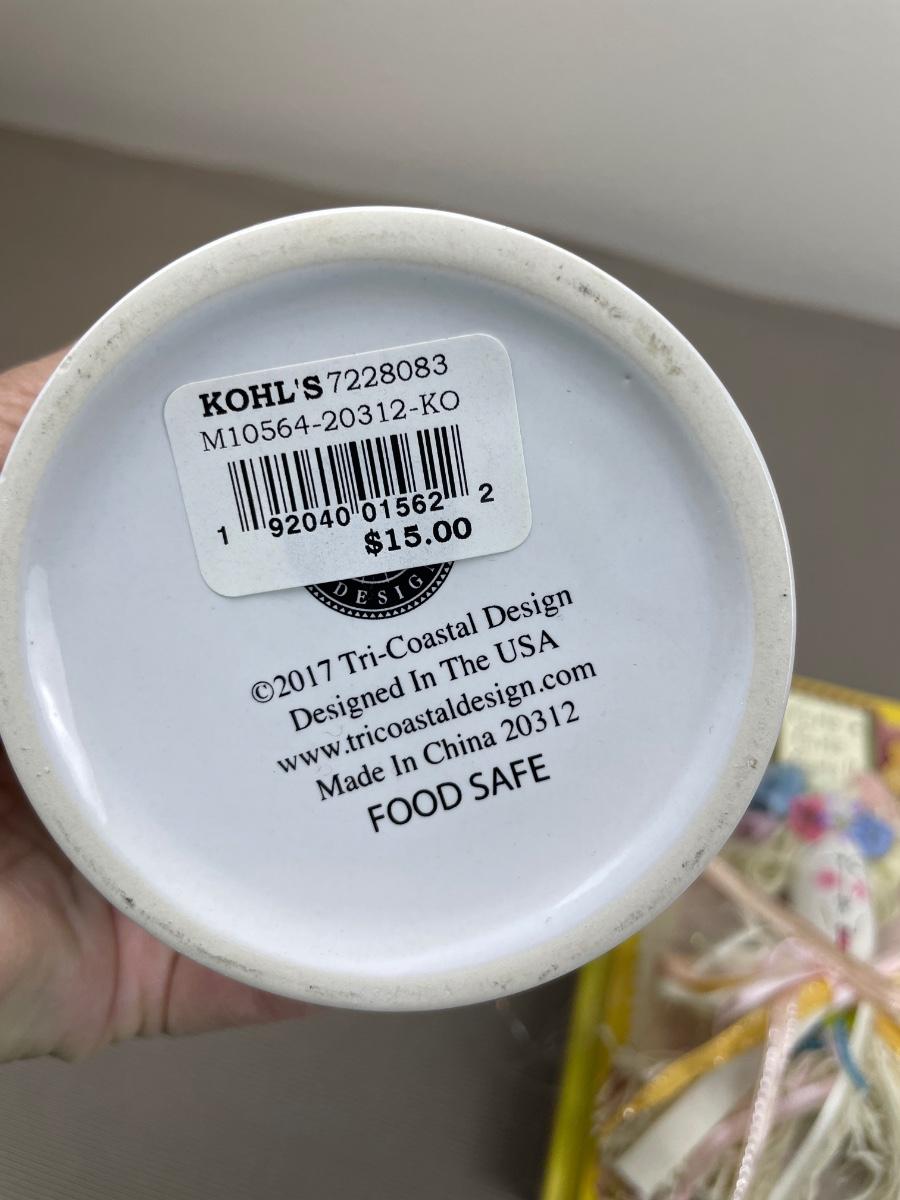 KOHL'S 7228083
M10564-20312-KO
1 92040 01562 2
$15.00
DESIG
©2017 Tri-Coastal Design
Designed In The USA
www.tricoastaldesign.com
Made In China 20312
FOOD SAFE